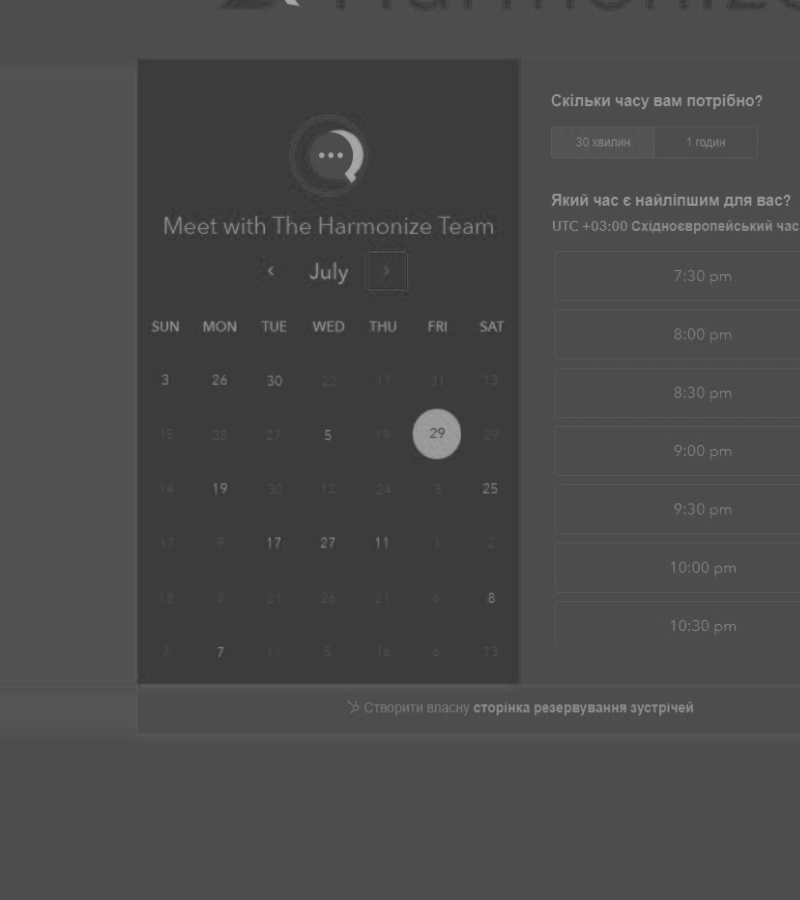 Harmonize
Meet with The Harmonize Team
July
SUN MON TUE WED THU FRI SAT
3 26 30 22 17 31 13
15 28 27 5 19 29 29
14 19 30 12 24 3 25
17 9 17 27 11 1 2
18 8 21 26 21 6 8
7 7 11 5 16 6 13
Скільки часу вам потрібно?
30 хвилин 1 годин
Який час є найліпшим для вас?
UTC +03:00 Східноєвропейський час
7:30 pm
8:00 pm
8:30 pm
9:00 pm
9:30 pm
10:00 pm
10:30 pm
Створити власну сторінка резервування зустрічей